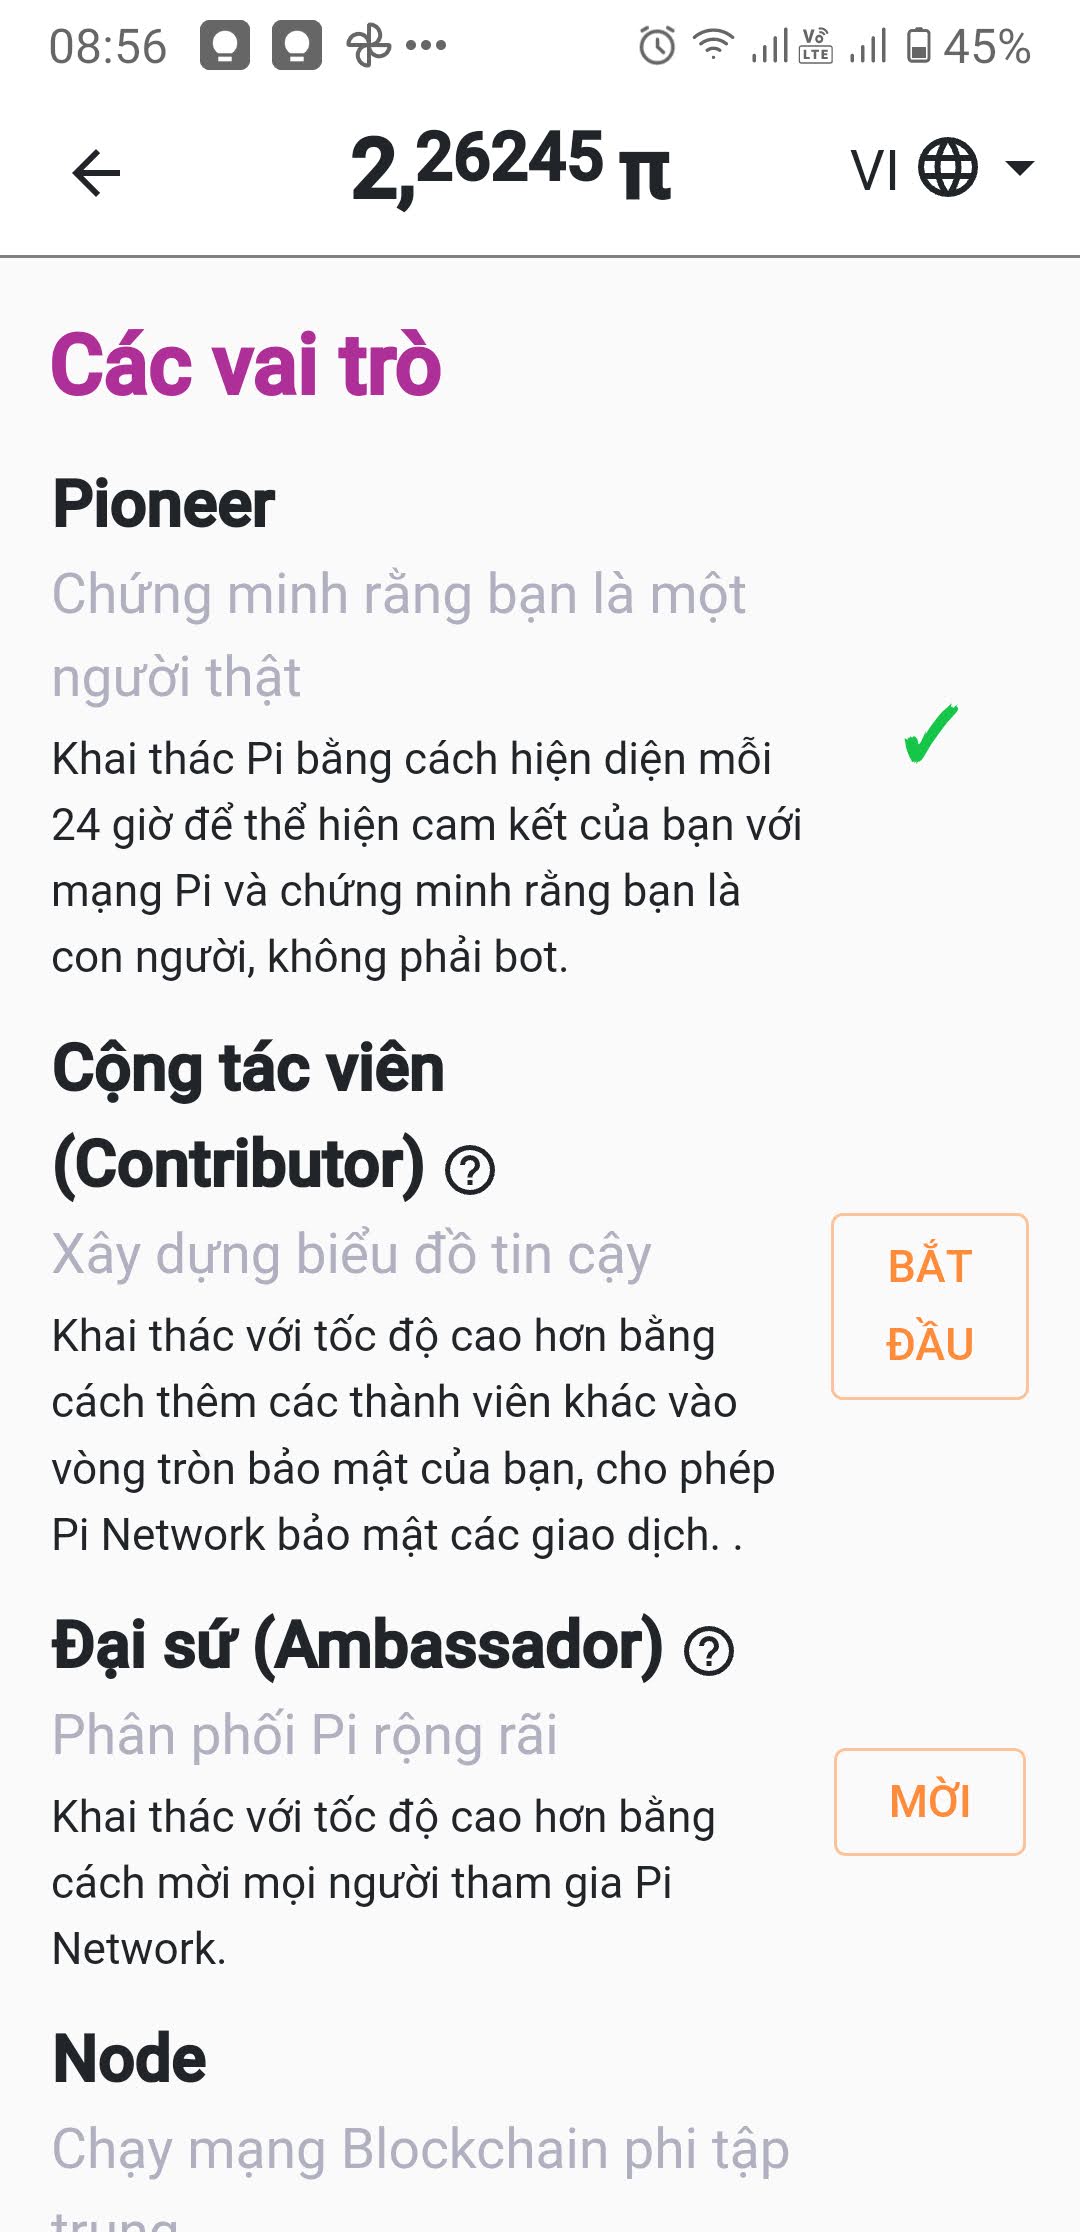 08:56
45%
2,26245 π
VI
Các vai trò
Pioneer
Chứng minh rằng bạn là một
người thật
Khai thác Pi bằng cách hiện diện mỗi
24 giờ để thể hiện cam kết của bạn với
mạng Pi và chứng minh rằng bạn là
con người, không phải bot.
Cộng tác viên
(Contributor)
Xây dựng biểu đồ tin cậy
Khai thác với tốc độ cao hơn bằng
cách thêm các thành viên khác vào
vòng tròn bảo mật của bạn, cho phép
Pi Network bảo mật các giao dịch. .
BẮT
ĐẦU
Đại sứ (Ambassador)
Phân phối Pi rộng rãi
Khai thác với tốc độ cao hơn bằng
cách mời mọi người tham gia Pi
Network.
MỜI
Node
Chạy mạng Blockchain phi tập
trung